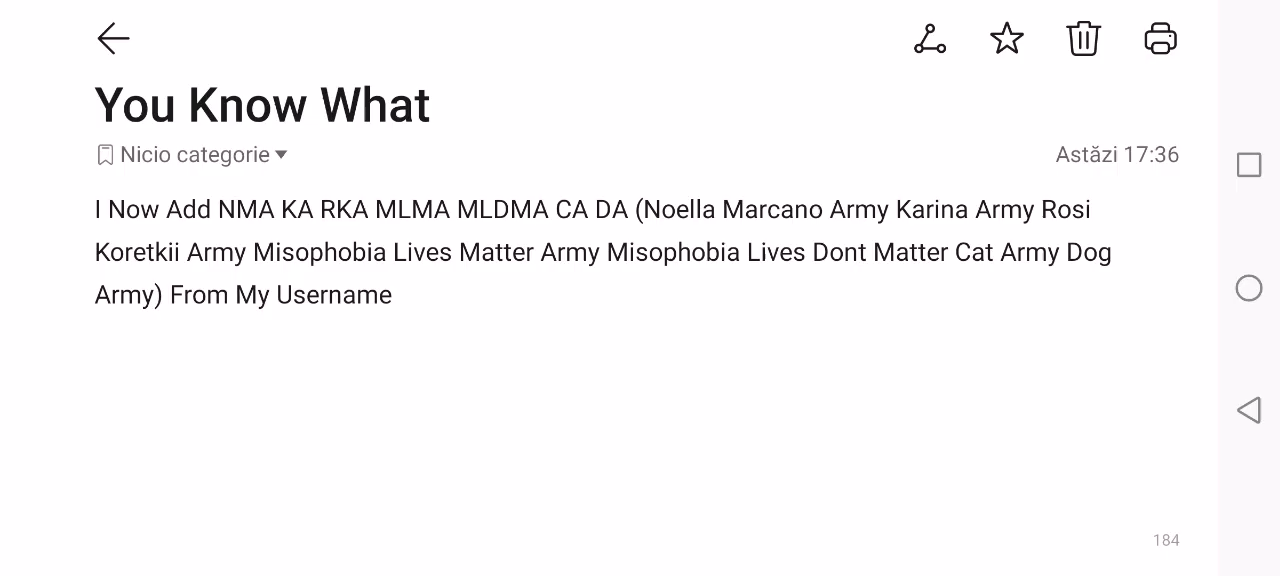 You Know What
Nicio categorie
Astăzi 17:36
I Now Add NMA KA RKA MLMA MLDMA CA DA (Noella Marcano Army Karina Army Rosi
Koretkii Army Misophobia Lives Matter Army Misophobia Lives Dont Matter Cat Army Dog
Army) From My Username
184